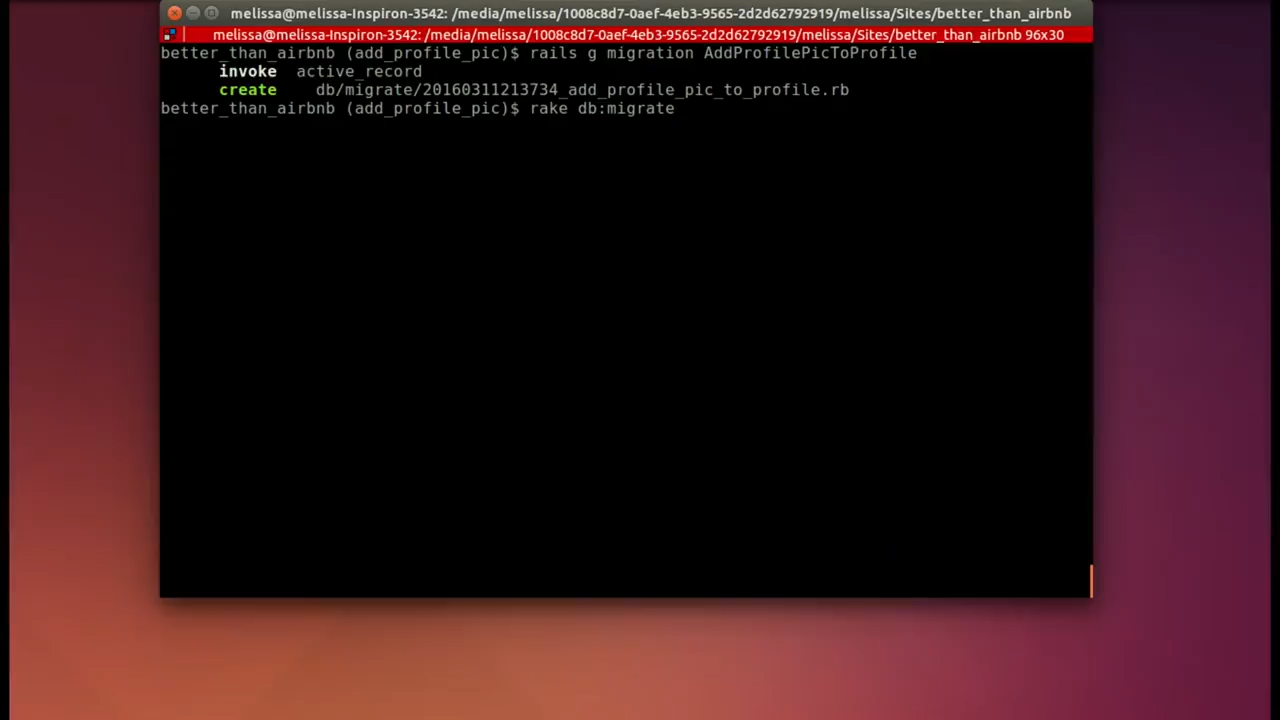 melissa@melissa-Inspiron-3542: /media/melissa/1008c8d7-0aef-4eb3-9565-2d2d62792919/melissa/Sites/better_than_airbnb
melissa@melissa-Inspiron-3542: /media/melissa/1008c8d7-0aef-4eb3-9565-2d2d62792919/melissa/Sites/better_than_airbnb 96x30
better_than_airbnb (add_profile_pic)$ rails g migration AddProfilePicToProfile
invoke  active_record
create    db/migrate/20160311213734_add_profile_pic_to_profile.rb
better_than_airbnb (add_profile_pic)$ rake db:migrate